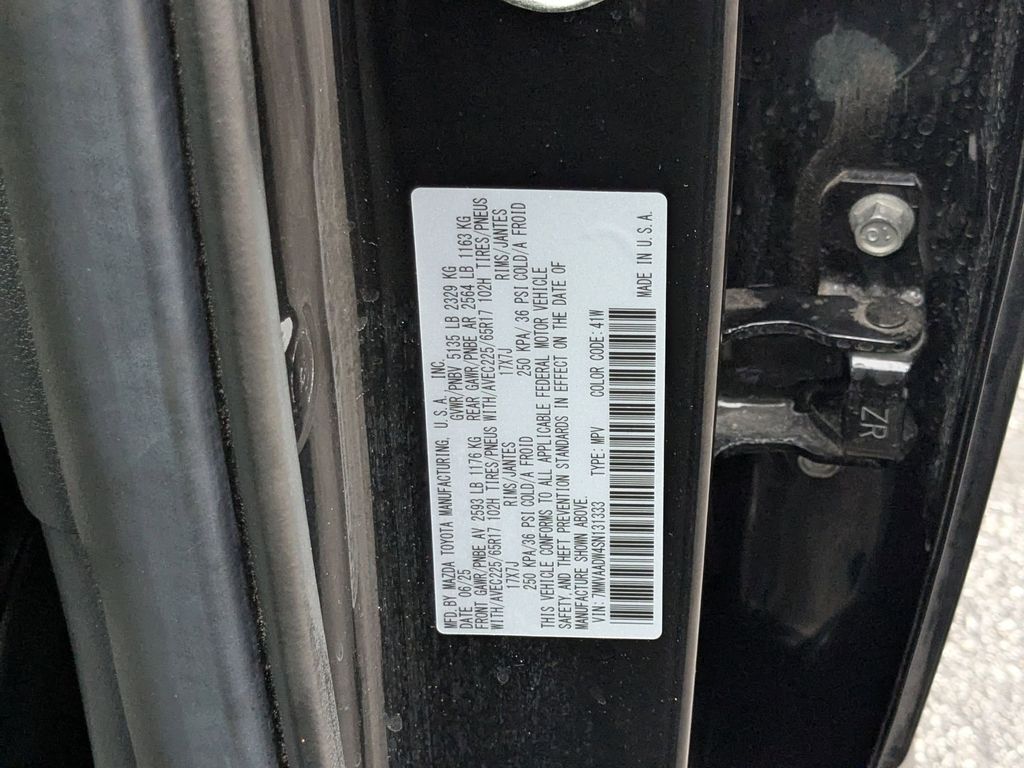 MFD.BY MAZDA TOYOTA MANUFACTURING, U.S.A., INC.
DATE 06/25 GVWR/PNBV 5135 LB 2329 KG
FRONT GAWR/PNBE AV 2593 LB 1176 KG REAR GAWR/PNBE AR 2564 LB 1163 KG
WITH/AVEC225/65R17 102H TIRES/PNEUS WITH/AVEC225/65R17 102H TIRES/PNEUS
17X7J RIMS/JANTES 17X7J RIMS/JANTES
250 KPA/36 PSI COLD/A FROID 250 KPA/ 36 PSI COLD/A FROID
THIS VEHICLE CONFORMS TO ALL APPLICABLE FEDERAL MOTOR VEHICLE
SAFETY, AND THEFT PREVENTION STANDARDS IN EFFECT ON THE DATE OF
MANUFACTURE SHOWN ABOVE.
VIN: 7MMVAADW4SN131333 TYPE: MPV COLOR CODE: 41W
MADE IN U.S.A.
ZR